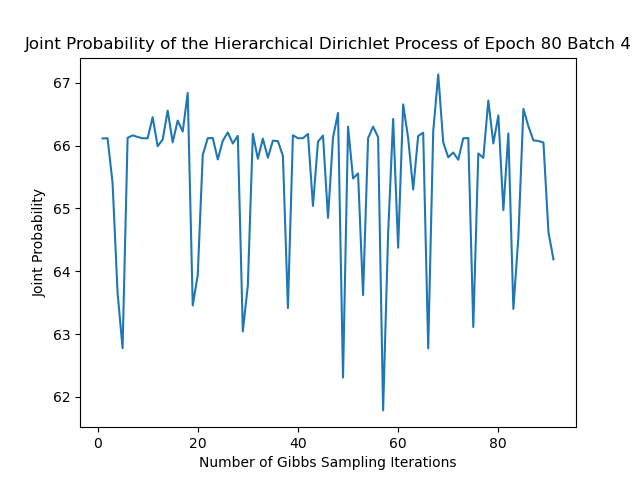 Joint Probability of the Hierarchical Dirichlet Process of Epoch 80 Batch 4
67
66
65
64
63
62
Joint Probability
0 20 40 60 80
Number of Gibbs Sampling Iterations